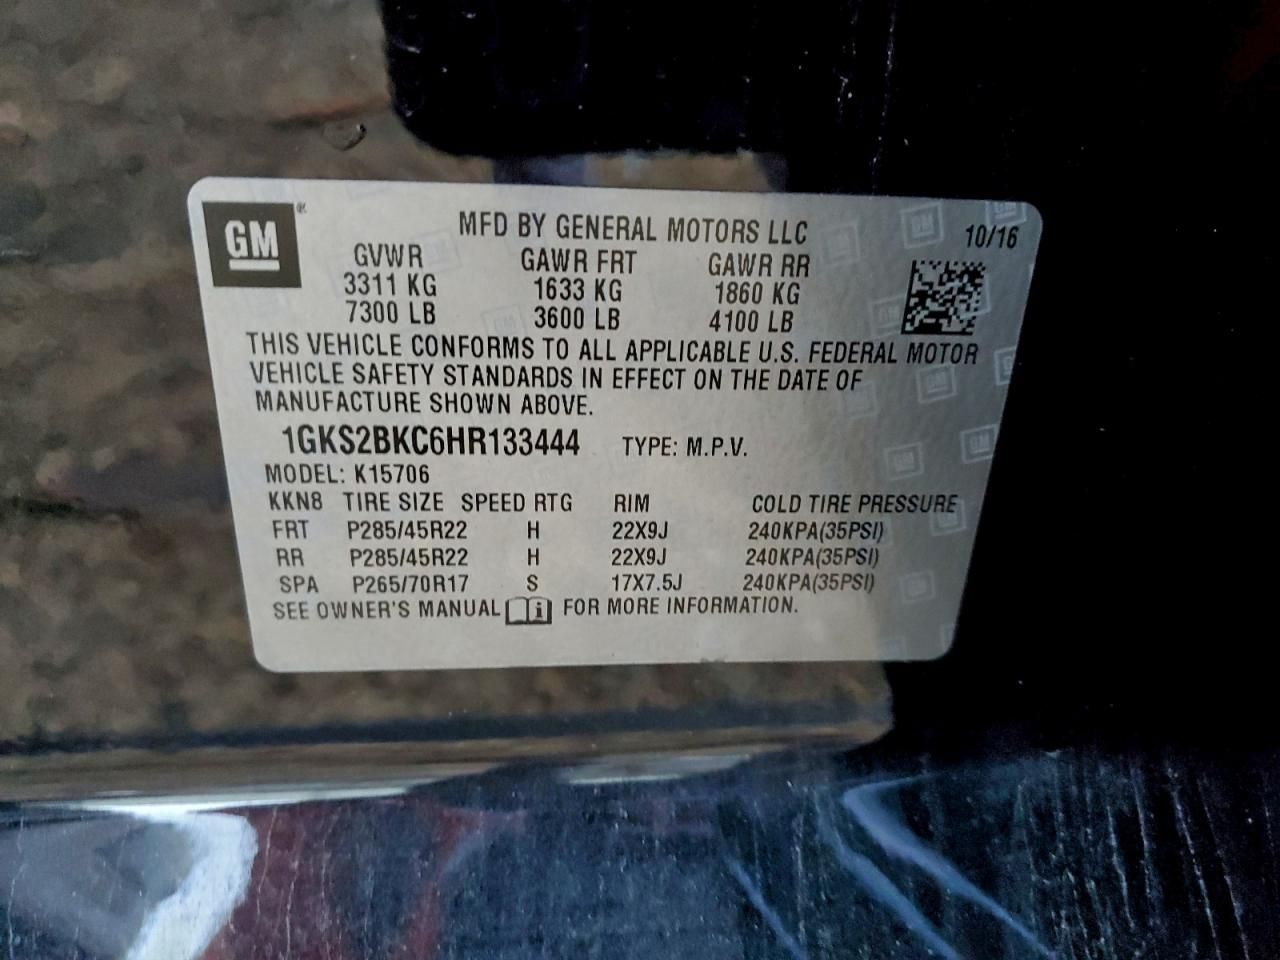 GM ®
MFD BY GENERAL MOTORS LLC 10/16
GVWR GAWR FRT GAWR RR
3311 KG 1633 KG 1860 KG
7300 LB 3600 LB 4100 LB
THIS VEHICLE CONFORMS TO ALL APPLICABLE U.S. FEDERAL MOTOR
VEHICLE SAFETY STANDARDS IN EFFECT ON THE DATE OF
MANUFACTURE SHOWN ABOVE.
1GKS2BKC6HR133444 TYPE: M.P.V.
MODEL: K15706
KKN8 TIRE SIZE SPEED RTG RIM COLD TIRE PRESSURE
FRT P285/45R22 H 22X9J 240KPA(35PSI)
RR P285/45R22 H 22X9J 240KPA(35PSI)
SPA P265/70R17 S 17X7.5J 240KPA(35PSI)
SEE OWNER'S MANUAL i FOR MORE INFORMATION.